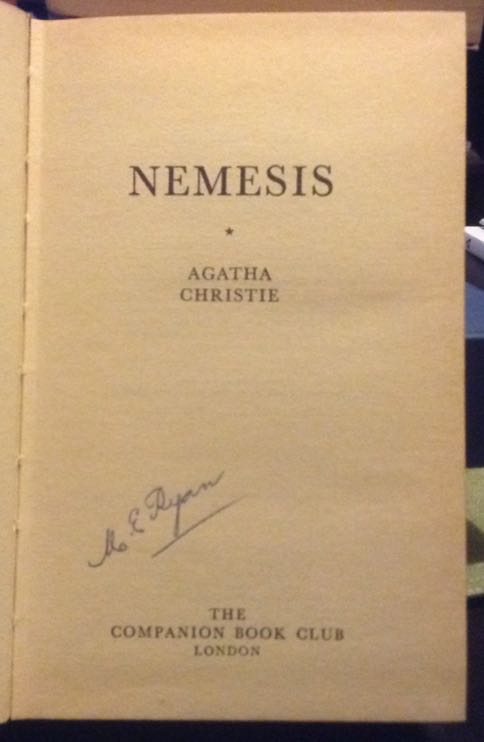 NEMESIS
AGATHA
CHRISTIE
E Ryan
THE
COMPANION BOOK CLUB
LONDON